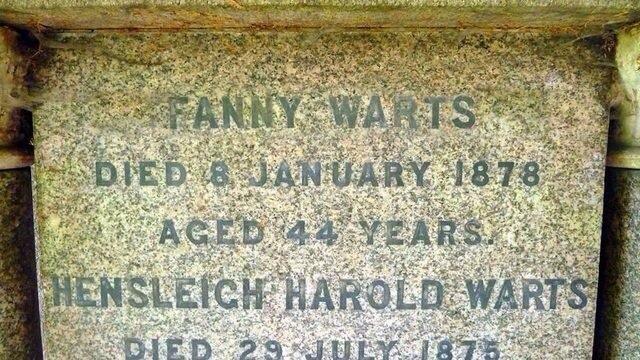 FANNY WARTS
DIED 8 JANUARY 1878
AGED 44 YEARS.
HENSLEIGH HAROLD WARTS
DIED 29 JULY 1875